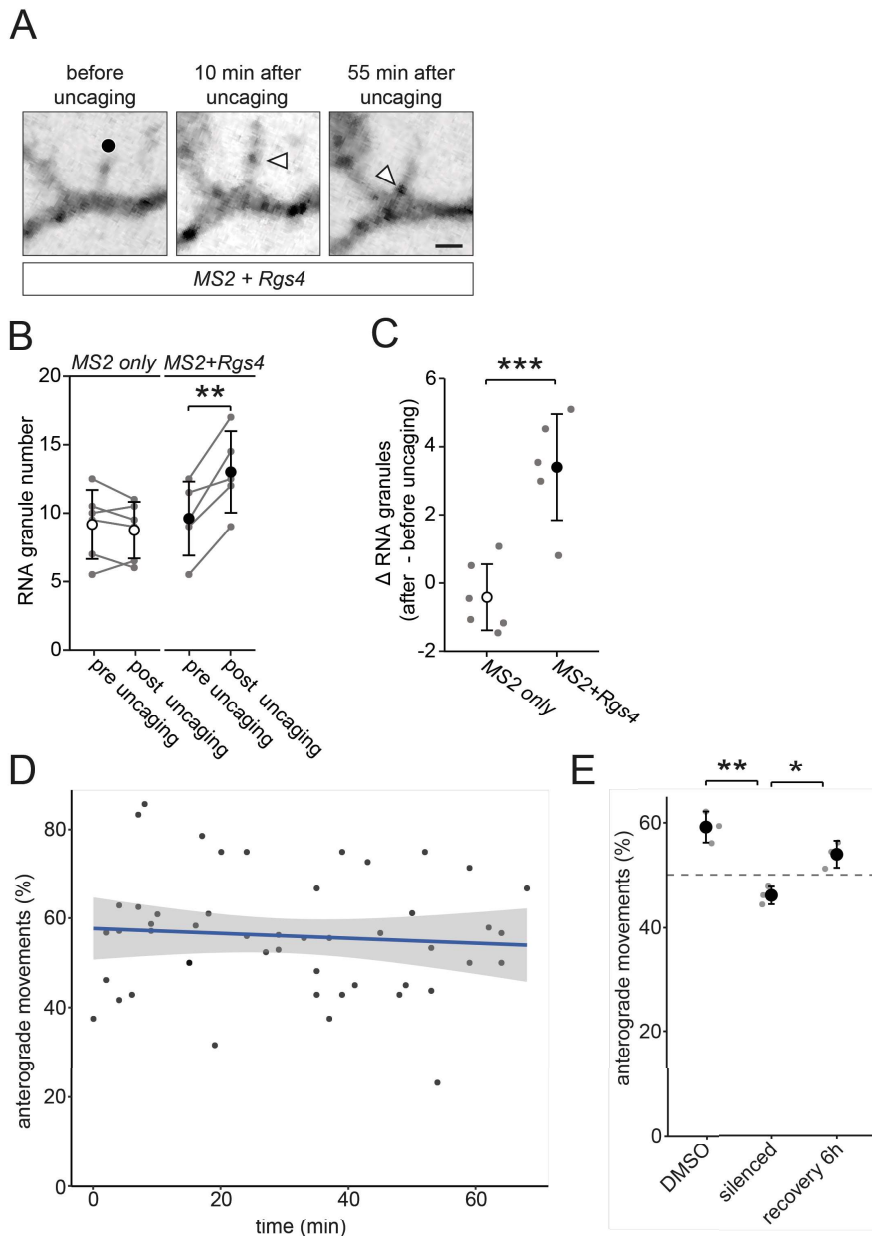 A
before
uncaging
10 min after
uncaging
55 min after
uncaging
MS2 + Rgs4
B
MS2 only
MS2+Rgs4
**
20
15
10
5
0
RNA granule number
pre uncaging
post uncaging
pre uncaging
post uncaging
C
***
6
4
2
0
-2
Δ RNA granules
(after - before uncaging)
MS2 only
MS2+Rgs4
D
80
60
40
20
0
anterograde movements (%)
0 20 40 60
time (min)
E
** *
60
40
20
0
anterograde movements (%)
DMSO
silenced
recovery 6h